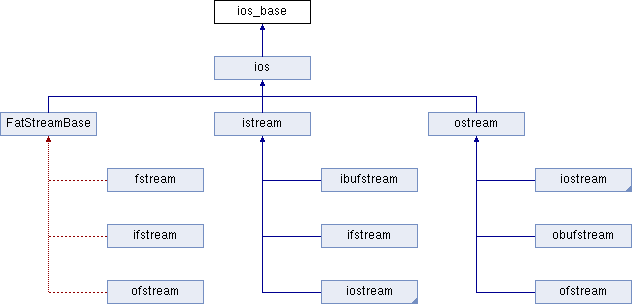 ios_base
ios
FatStreamBase
istream
ostream
fstream
ibufstream
iostream
ifstream
ifstream
obufstream
ofstream
iostream
ofstream